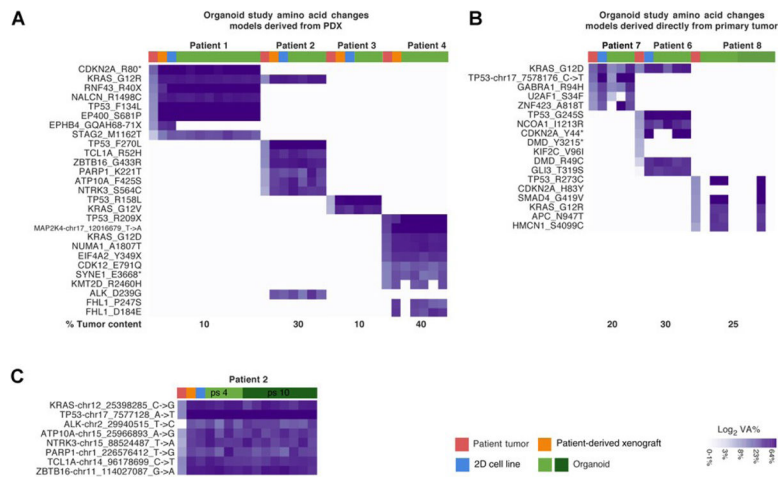 A
Organoid study amino acid changes
models derived from PDX
Patient 1 Patient 2 Patient 3 Patient 4
CDKN2A_R80*
KRAS_G12R
RNF43_R40X
NALCN_R1498C
TP53_F134L
EP400_S681P
EPHB4_GQAH68-71X
STAG2_M1162T
TP53_F270L
TCL1A_R52H
ZBTB16_G433R
PARP1_K221T
ATP10A_F425S
NTRK3_S564C
TP53_R158L
KRAS_G12V
TP53_R209X
MAP2K4-chr17_12016679_T->A
KRAS_G12D
NUMA1_A1807T
EIF4A2_Y349X
CDK12_E791Q
SYNE1_E3668*
KMT2D_R2460H
ALK_D239G
FHL1_P247S
FHL1_D184E
% Tumor content 10 30 10 40
B
Organoid study amino acid changes
models derived directly from primary tumor
Patient 7 Patient 6 Patient 8
KRAS_G12D
TP53-chr17_7578176_C->T
GABRA1_R94H
U2AF1_S34F
ZNF423_A818T
TP53_G245S
NCOA1_I1213R
CDKN2A_Y44*
DMD_Y3215*
KIF2C_V96I
DMD_R49C
GLI3_T319S
TP53_R273C
CDKN2A_H83Y
SMAD4_G419V
KRAS_G12R
APC_N947T
HMCN1_S4099C
20 30 25
C
Patient 2
ps 4 ps 10
KRAS-chr12_25398285_C->G
TP53-chr17_7577128_A->T
ALK-chr2_29940515_T->C
ATP10A-chr15_25966893_A->G
NTRK3-chr15_88524487_T->A
PARP1-chr1_226576412_T->G
TCL1A-chr14_96178699_C->T
ZBTB16-chr11_114027087_G->A
Patient tumor
Patient-derived xenograft
2D cell line
Organoid
Log2 VA%
0-1%
3%
8%
23%
64%